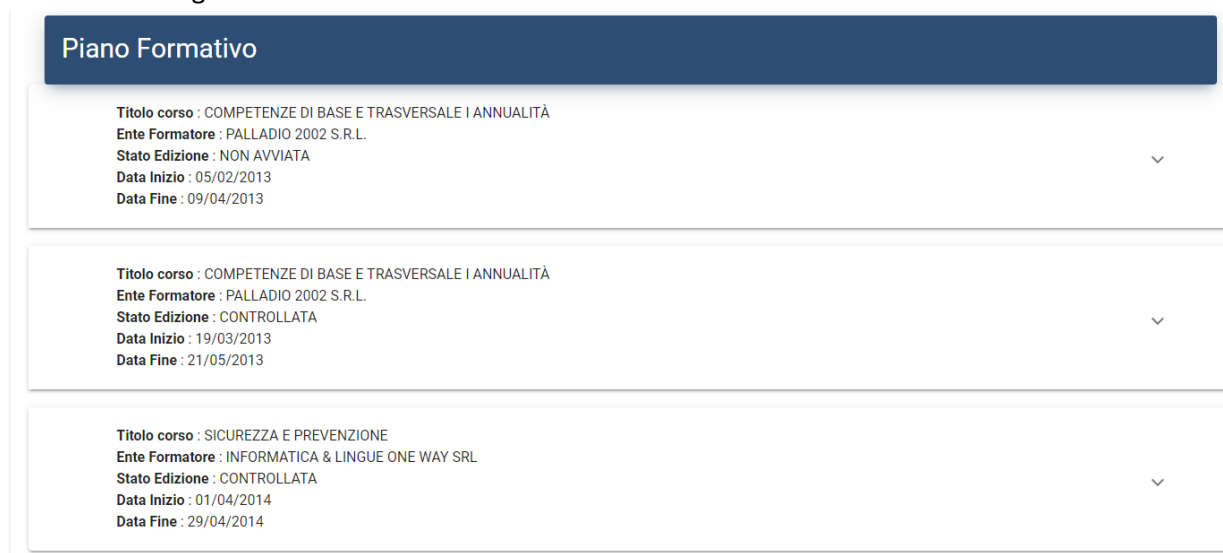 Piano Formativo
Titolo corso : COMPETENZE DI BASE E TRASVERSALE I ANNUALITÀ
Ente Formatore : PALLADIO 2002 S.R.L.
Stato Edizione : NON AVVIATA
Data Inizio : 05/02/2013
Data Fine : 09/04/2013
Titolo corso : COMPETENZE DI BASE E TRASVERSALE I ANNUALITÀ
Ente Formatore : PALLADIO 2002 S.R.L.
Stato Edizione : CONTROLLATA
Data Inizio : 19/03/2013
Data Fine : 21/05/2013
Titolo corso : SICUREZZA E PREVENZIONE
Ente Formatore : INFORMATICA & LINGUE ONE WAY SRL
Stato Edizione : CONTROLLATA
Data Inizio : 01/04/2014
Data Fine : 29/04/2014